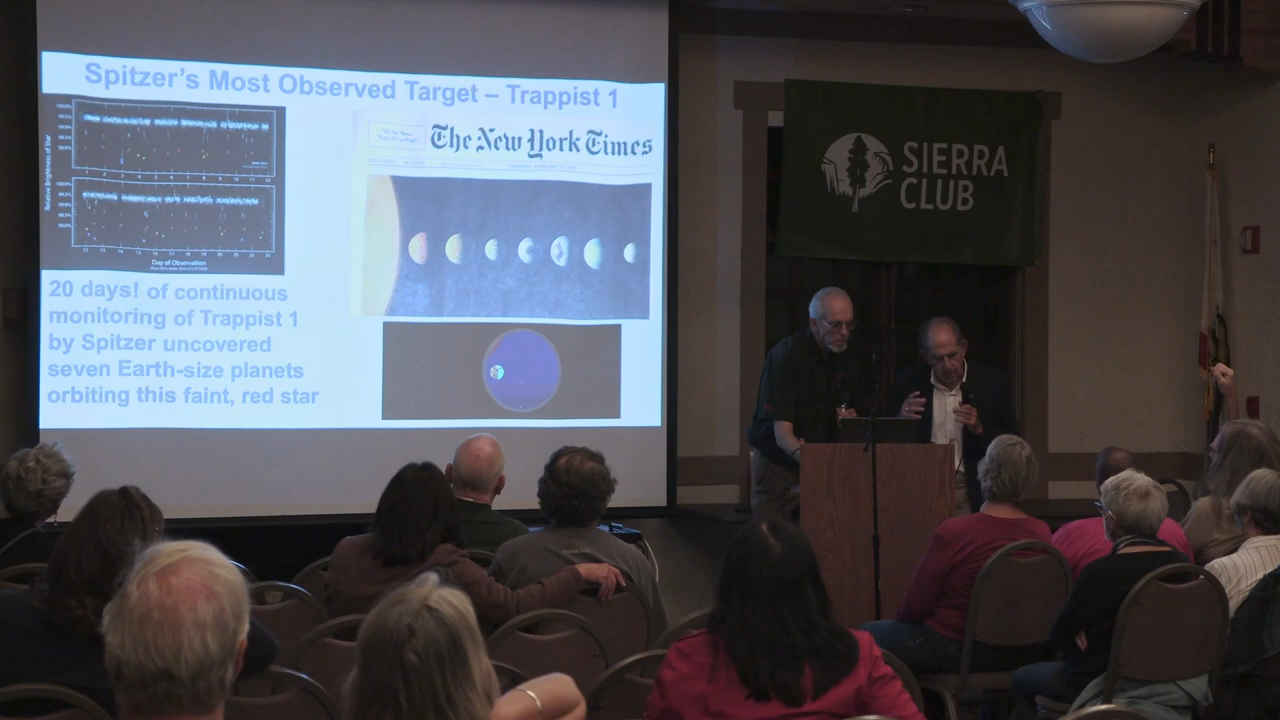 Spitzer's Most Observed Target – Trappist 1
The New York Times
Relative Brightness of Star
Day of Observation
20 days! of continuous
monitoring of Trappist 1
by Spitzer uncovered
seven Earth-size planets
orbiting this faint, red star
SIERRA
CLUB